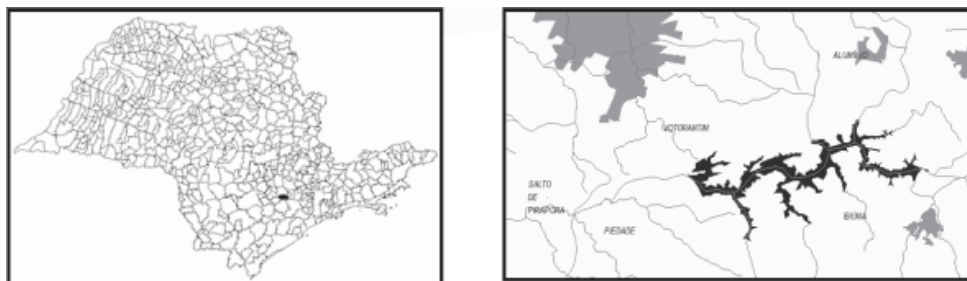 ALUMÍNIO
VOTORANTIM
SALTO
DE
PIRAPORA
PIEDADE
IBIÚNA